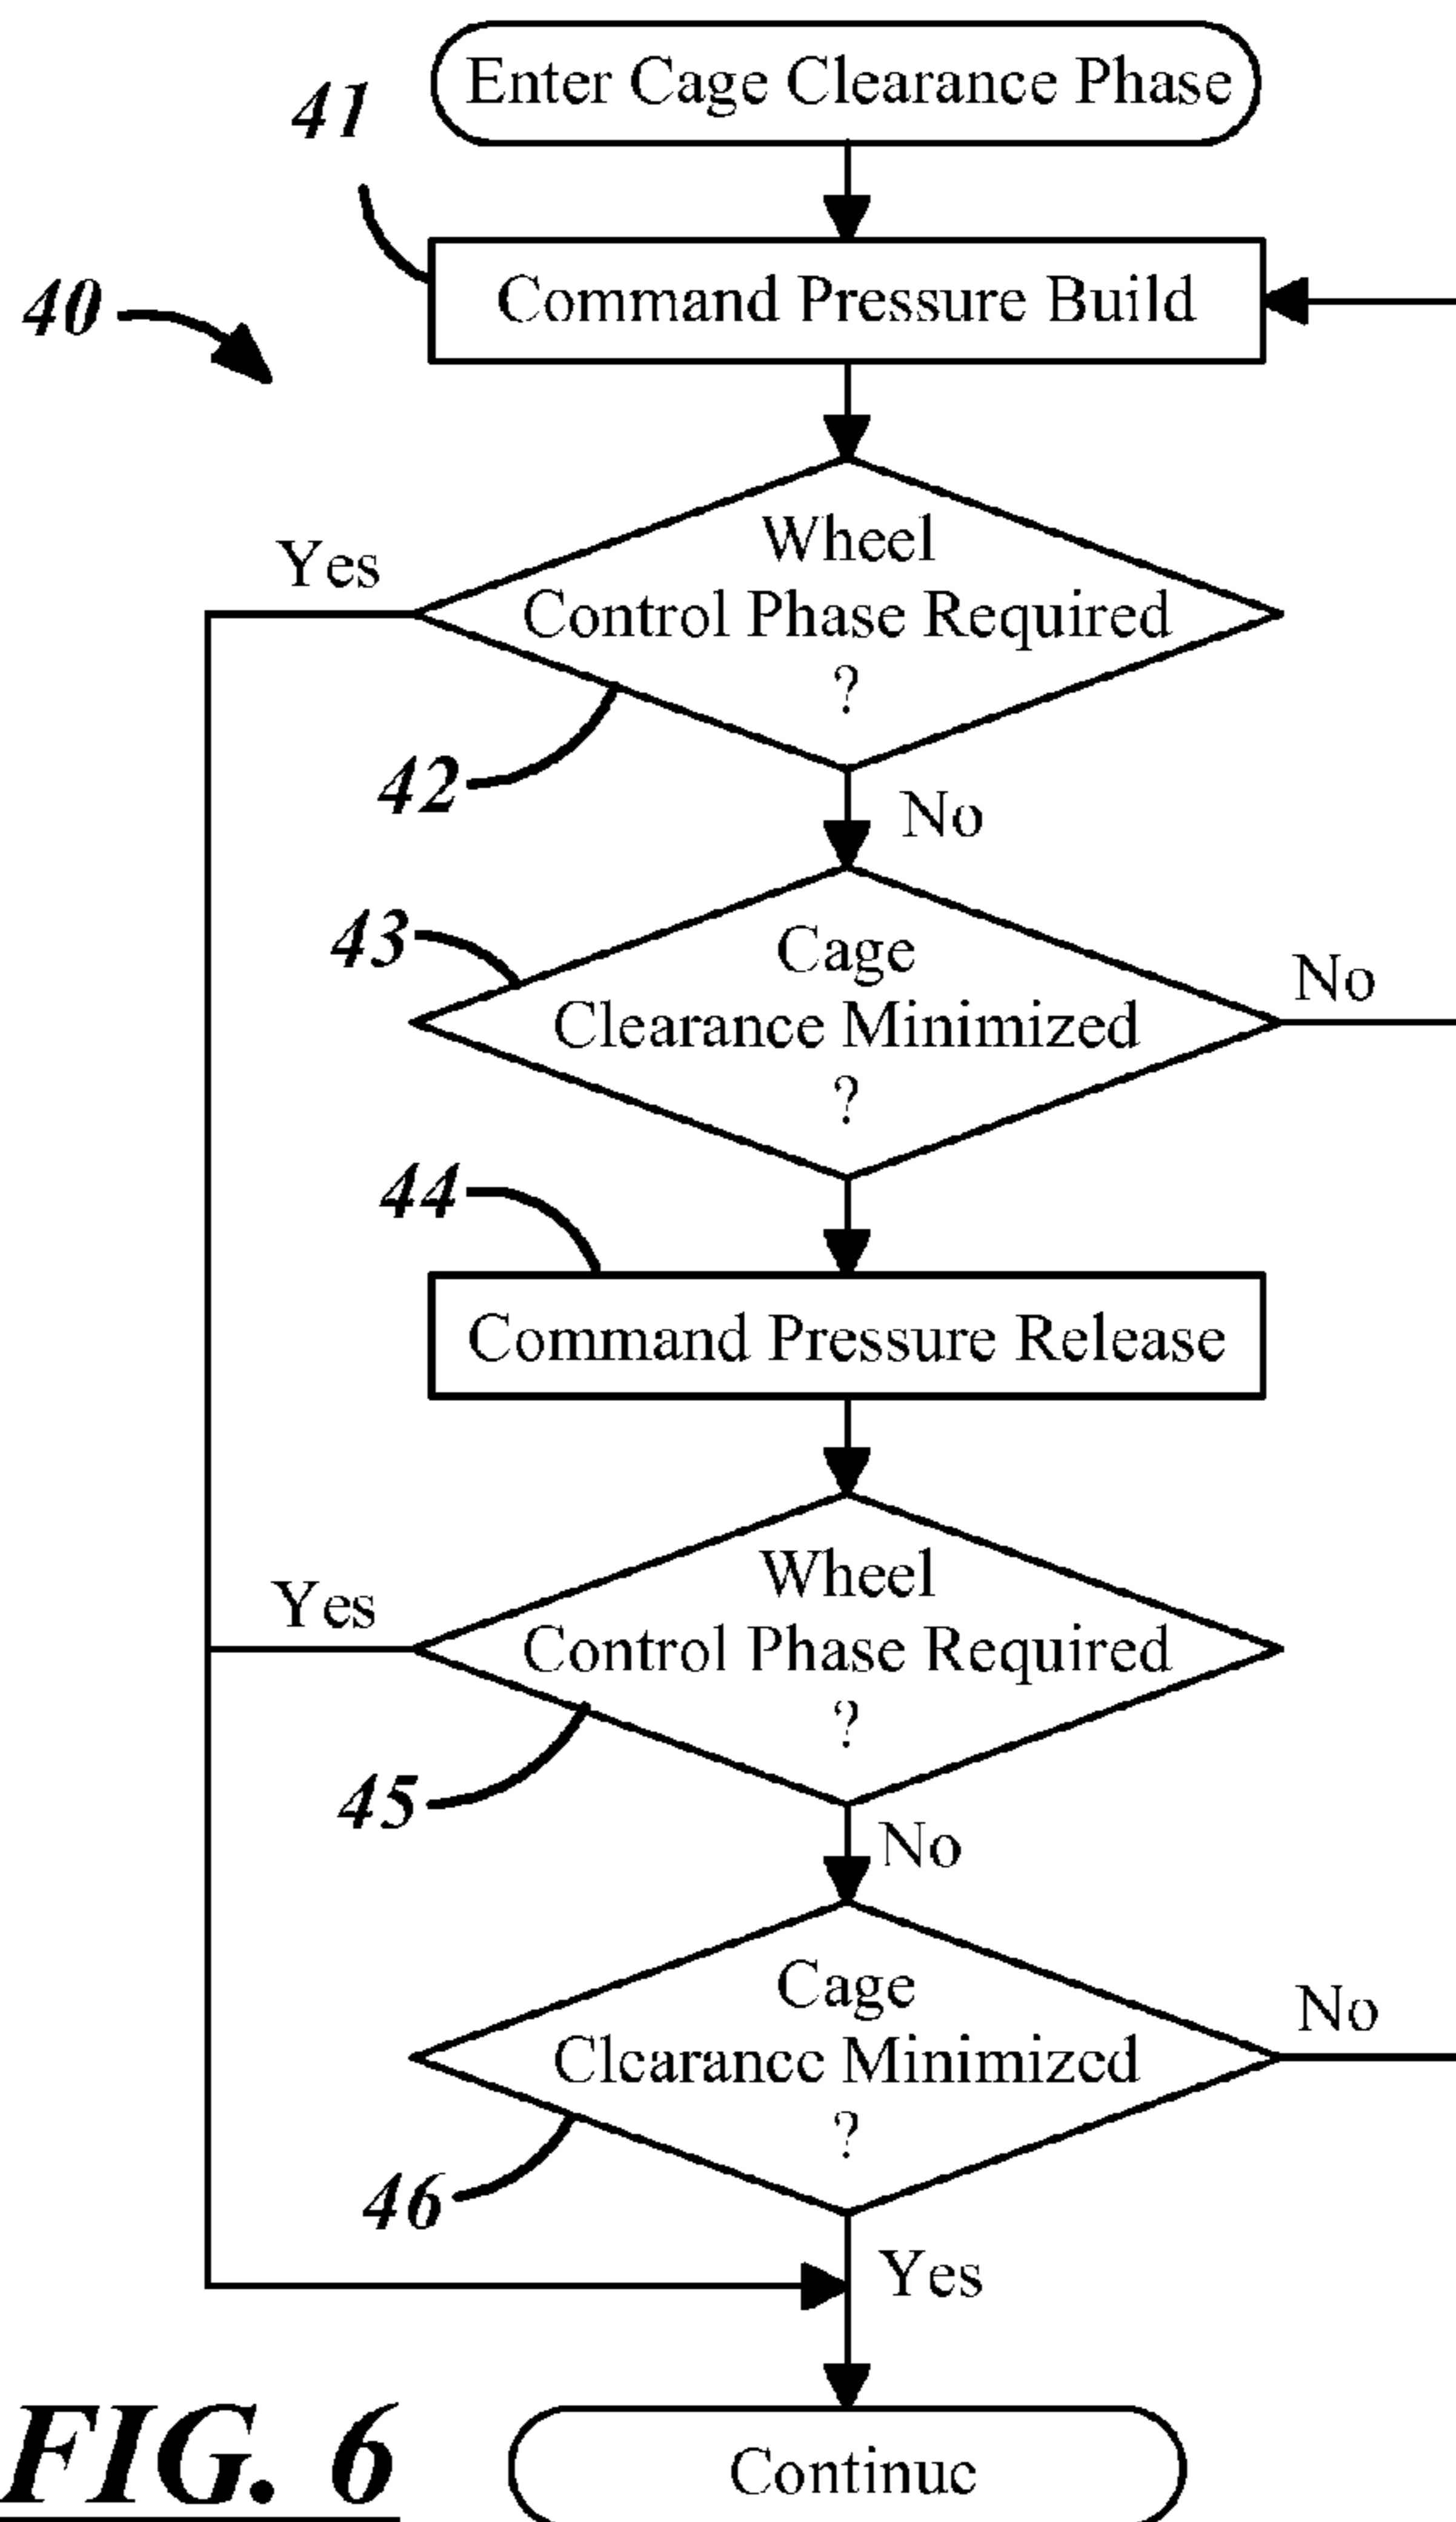 Enter Cage Clearance Phase
41
40
Command Pressure Build
Wheel
Control Phase Required
?
Yes
42
No
43
Cage
Clearance Minimized
?
No
44
Command Pressure Release
Wheel
Control Phase Required
?
Yes
45
No
Cage
Clearance Minimized
?
No
46
Yes
Continue
FIG. 6